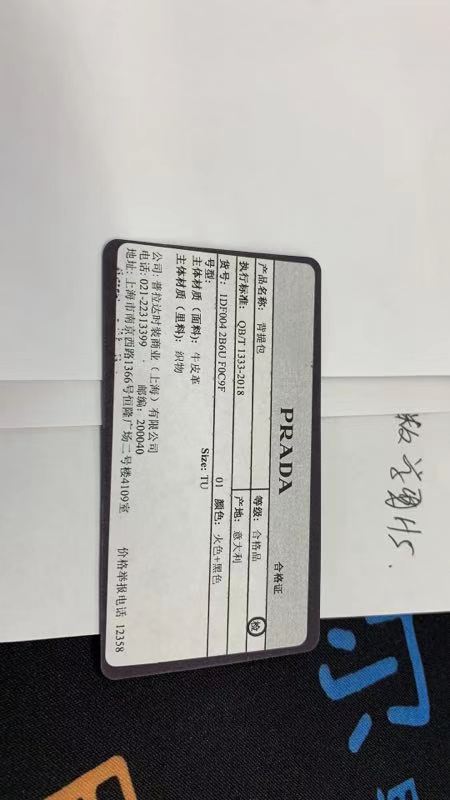 PRADA
合格证
产品名称: 背提包
等级: 合格品
检
执行标准: QB/T 1333-2018
产地: 意大利
货号: 1DF004 2B6U F0C9F
01 颜色: 火色+黑色
号型:
Size: TU
主体材质 (面料): 牛皮革
主体材质 (里料): 织物
公司: 普拉达时装商业 (上海) 有限公司
电话: 021-22313399 . 邮编: 200040
地址: 上海市南京西路1366号恒隆广场二号楼4109室
价格举报电话 12358